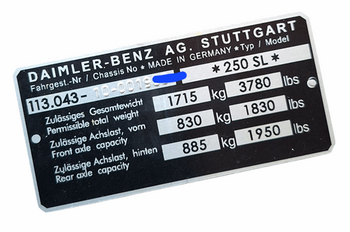 DAIMLER-BENZ AG. STUTTGART
Fahrgest.-Nr / Chassis No * MADE IN GERMANY * Typ / Model
113.043- * 250 SL *
Zulässiges Gesamtwicht 1715 kg 3780 lbs
Permissible total weight
Zulässige Achslast, vorn 830 kg 1830 lbs
Front axle capacity
Zulässige Achslast, hinten 885 kg 1950 lbs
Rear axle capacity